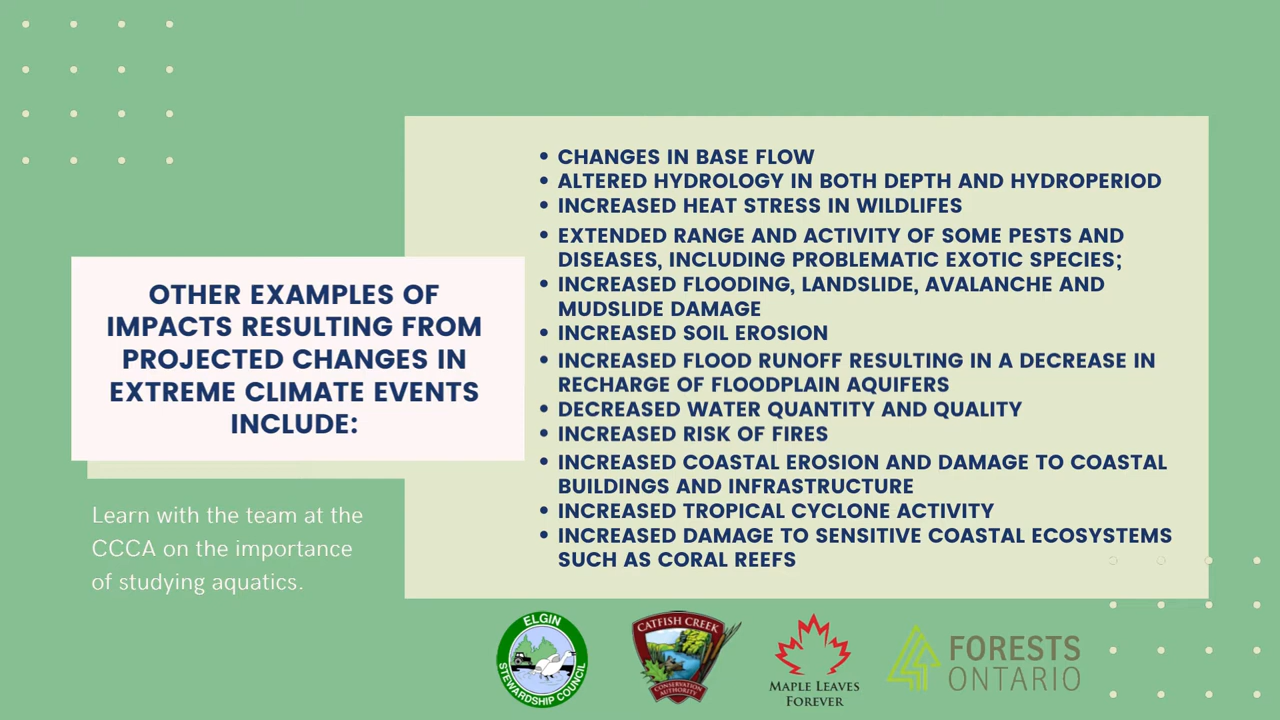 OTHER EXAMPLES OF
IMPACTS RESULTING FROM
PROJECTED CHANGES IN
EXTREME CLIMATE EVENTS
INCLUDE:
Learn with the team at the
CCCA on the importance
of studying aquatics.
• CHANGES IN BASE FLOW
• ALTERED HYDROLOGY IN BOTH DEPTH AND HYDROPERIOD
• INCREASED HEAT STRESS IN WILDLIFES
• EXTENDED RANGE AND ACTIVITY OF SOME PESTS AND
DISEASES, INCLUDING PROBLEMATIC EXOTIC SPECIES;
• INCREASED FLOODING, LANDSLIDE, AVALANCHE AND
MUDSLIDE DAMAGE
• INCREASED SOIL EROSION
• INCREASED FLOOD RUNOFF RESULTING IN A DECREASE IN
RECHARGE OF FLOODPLAIN AQUIFERS
• DECREASED WATER QUANTITY AND QUALITY
• INCREASED RISK OF FIRES
• INCREASED COASTAL EROSION AND DAMAGE TO COASTAL
BUILDINGS AND INFRASTRUCTURE
• INCREASED TROPICAL CYCLONE ACTIVITY
• INCREASED DAMAGE TO SENSITIVE COASTAL ECOSYSTEMS
SUCH AS CORAL REEFS
ELGIN
STEWARDSHIP COUNCIL
CATFISH CREEK
CONSERVATION
AUTHORITY
MAPLE LEAVES
FOREVER
FORESTS
ONTARIO